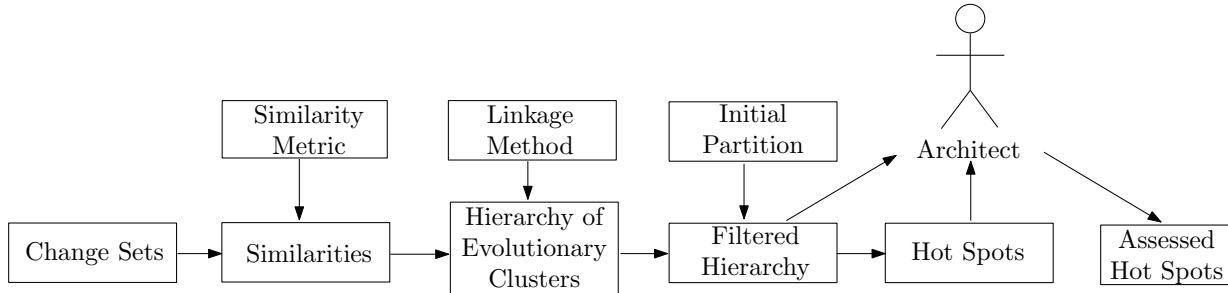 Similarity
Metric
Linkage
Method
Initial
Partition
Architect
Change Sets
Similarities
Hierarchy of
Evolutionary
Clusters
Filtered
Hierarchy
Hot Spots
Assessed
Hot Spots